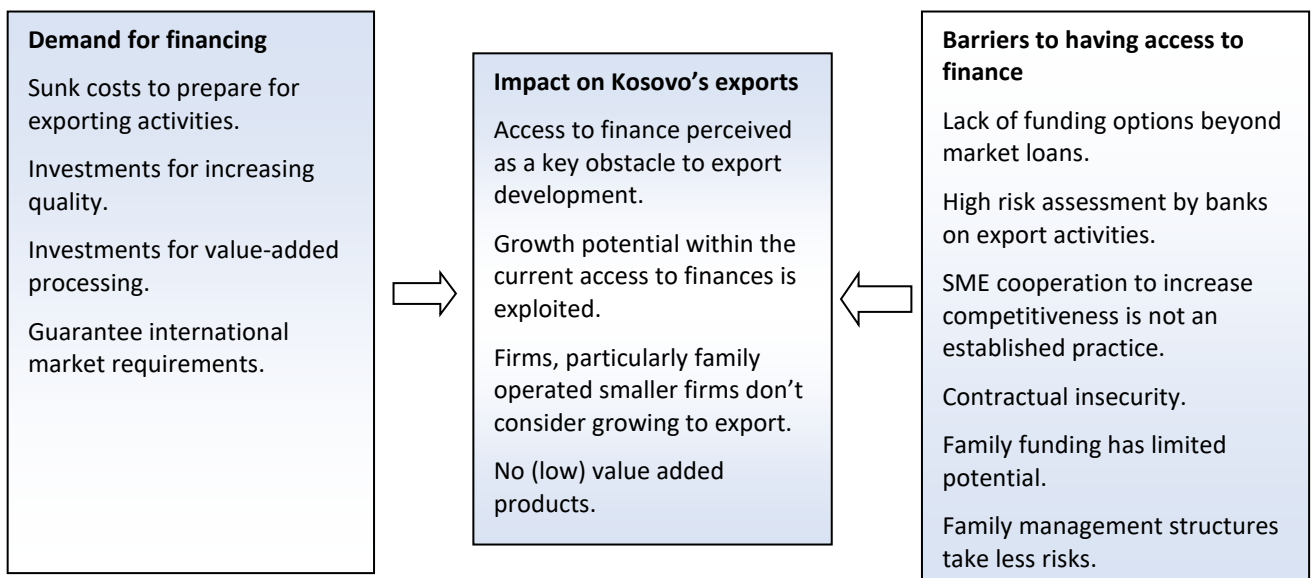 Demand for financing
Sunk costs to prepare for
exporting activities.
Investments for increasing
quality.
Investments for value-added
processing.
Guarantee international
market requirements.
Impact on Kosovo’s exports
Access to finance perceived
as a key obstacle to export
development.
Growth potential within the
current access to finances is
exploited.
Firms, particularly family
operated smaller firms don’t
consider growing to export.
No (low) value added
products.
Barriers to having access to
finance
Lack of funding options beyond
market loans.
High risk assessment by banks
on export activities.
SME cooperation to increase
competitiveness is not an
established practice.
Contractual insecurity.
Family funding has limited
potential.
Family management structures
take less risks.